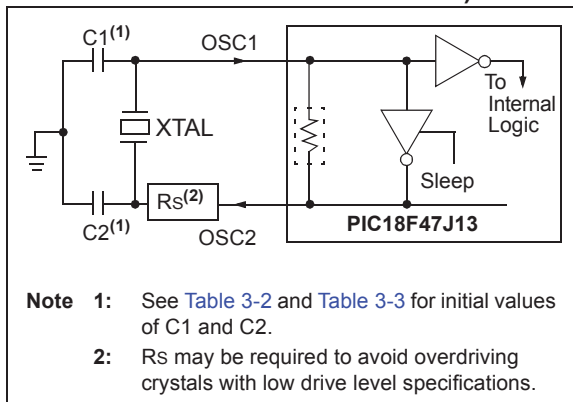 C1(1)
OSC1
To
Internal
Logic
XTAL
Sleep
RS(2)
C2(1)
OSC2
PIC18F47J13
Note 1: See Table 3-2 and Table 3-3 for initial values
of C1 and C2.
2: RS may be required to avoid overdriving
crystals with low drive level specifications.